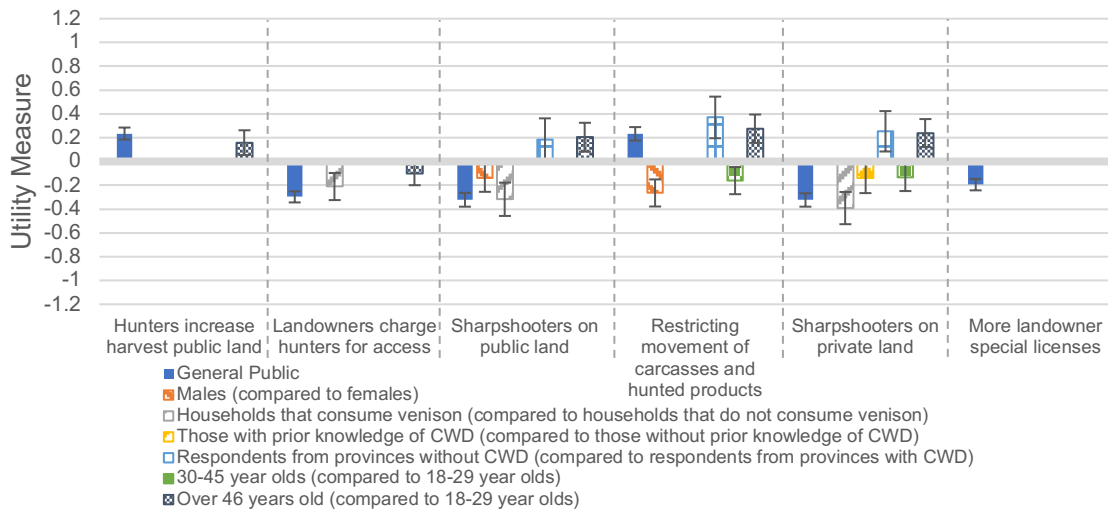 1.2
1
0.8
0.6
0.4
0.2
0
-0.2
-0.4
-0.6
-0.8
-1
-1.2
Utility Measure
Hunters increase
harvest public land
Landowners charge
hunters for access
Sharpshooters on
public land
Restricting
movement of
carcasses and
hunted products
Sharpshooters on
private land
More landowner
special licenses
General Public
Males (compared to females)
Households that consume venison (compared to households that do not consume venison)
Those with prior knowledge of CWD (compared to those without prior knowledge of CWD)
Respondents from provinces without CWD (compared to respondents from provinces with CWD)
30-45 year olds (compared to 18-29 year olds)
Over 46 years old (compared to 18-29 year olds)